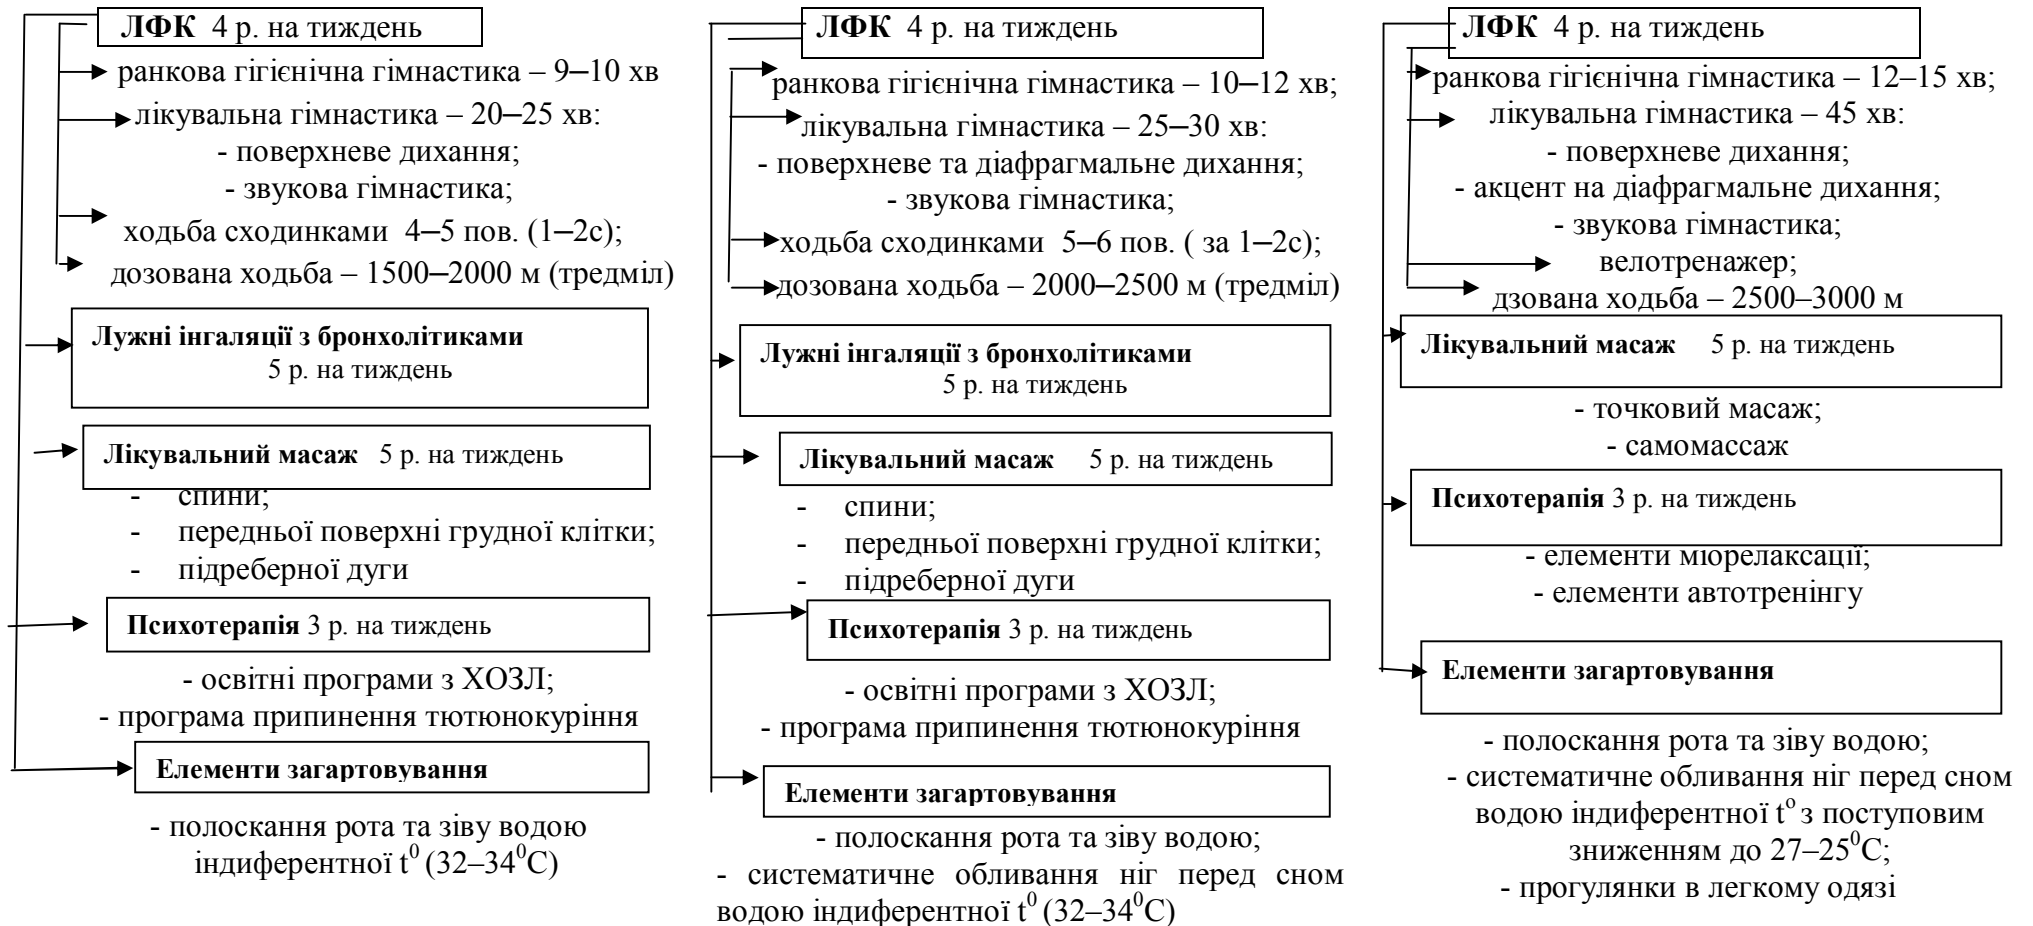 ЛФК 4 р. на тиждень
ранкова гігієнічна гімнастика – 9–10 хв
лікувальна гімнастика – 20–25 хв:
- поверхневе дихання;
- звукова гімнастика;
ходьба сходинками 4–5 пов. (1–2с);
дозована ходьба – 1500–2000 м (тредміл)
Лужні інгаляції з бронхолітиками
5 р. на тиждень
Лікувальний масаж 5 р. на тиждень
- спини;
- передньої поверхні грудної клітки;
- підреберної дуги
Психотерапія 3 р. на тиждень
- освітні програми з ХОЗЛ;
- програма припинення тютюнокуріння
Елементи загартовування
- полоскання рота та зіву водою
індиферентної t⁰ (32–34⁰С)
ЛФК 4 р. на тиждень
ранкова гігієнічна гімнастика – 10–12 хв;
лікувальна гімнастика – 25–30 хв:
- поверхневе та діафрагмальне дихання;
- звукова гімнастика;
ходьба сходинками 5–6 пов. ( за 1–2с);
дозована ходьба – 2000–2500 м (тредміл)
Лужні інгаляції з бронхолітиками
5 р. на тиждень
Лікувальний масаж 5 р. на тиждень
- спини;
- передньої поверхні грудної клітки;
- підреберної дуги
Психотерапія 3 р. на тиждень
- освітні програми з ХОЗЛ;
- програма припинення тютюнокуріння
Елементи загартовування
- полоскання рота та зіву водою;
- систематичне обливання ніг перед сном
водою індиферентної t⁰ (32–34⁰С)
ЛФК 4 р. на тиждень
ранкова гігієнічна гімнастика – 12–15 хв;
лікувальна гімнастика – 45 хв:
- поверхневе дихання;
- акцент на діафрагмальне дихання;
- звукова гімнастика;
велотренажер;
дзована ходьба – 2500–3000 м
Лікувальний масаж 5 р. на тиждень
- точковий масаж;
- самомассаж
Психотерапія 3 р. на тиждень
- елементи міорелаксації;
- елементи автотренінгу
Елементи загартовування
- полоскання рота та зіву водою;
- систематичне обливання ніг перед сном
водою індиферентної tº з поступовим
зниженням до 27–25⁰С;
- прогулянки в легкому одязі